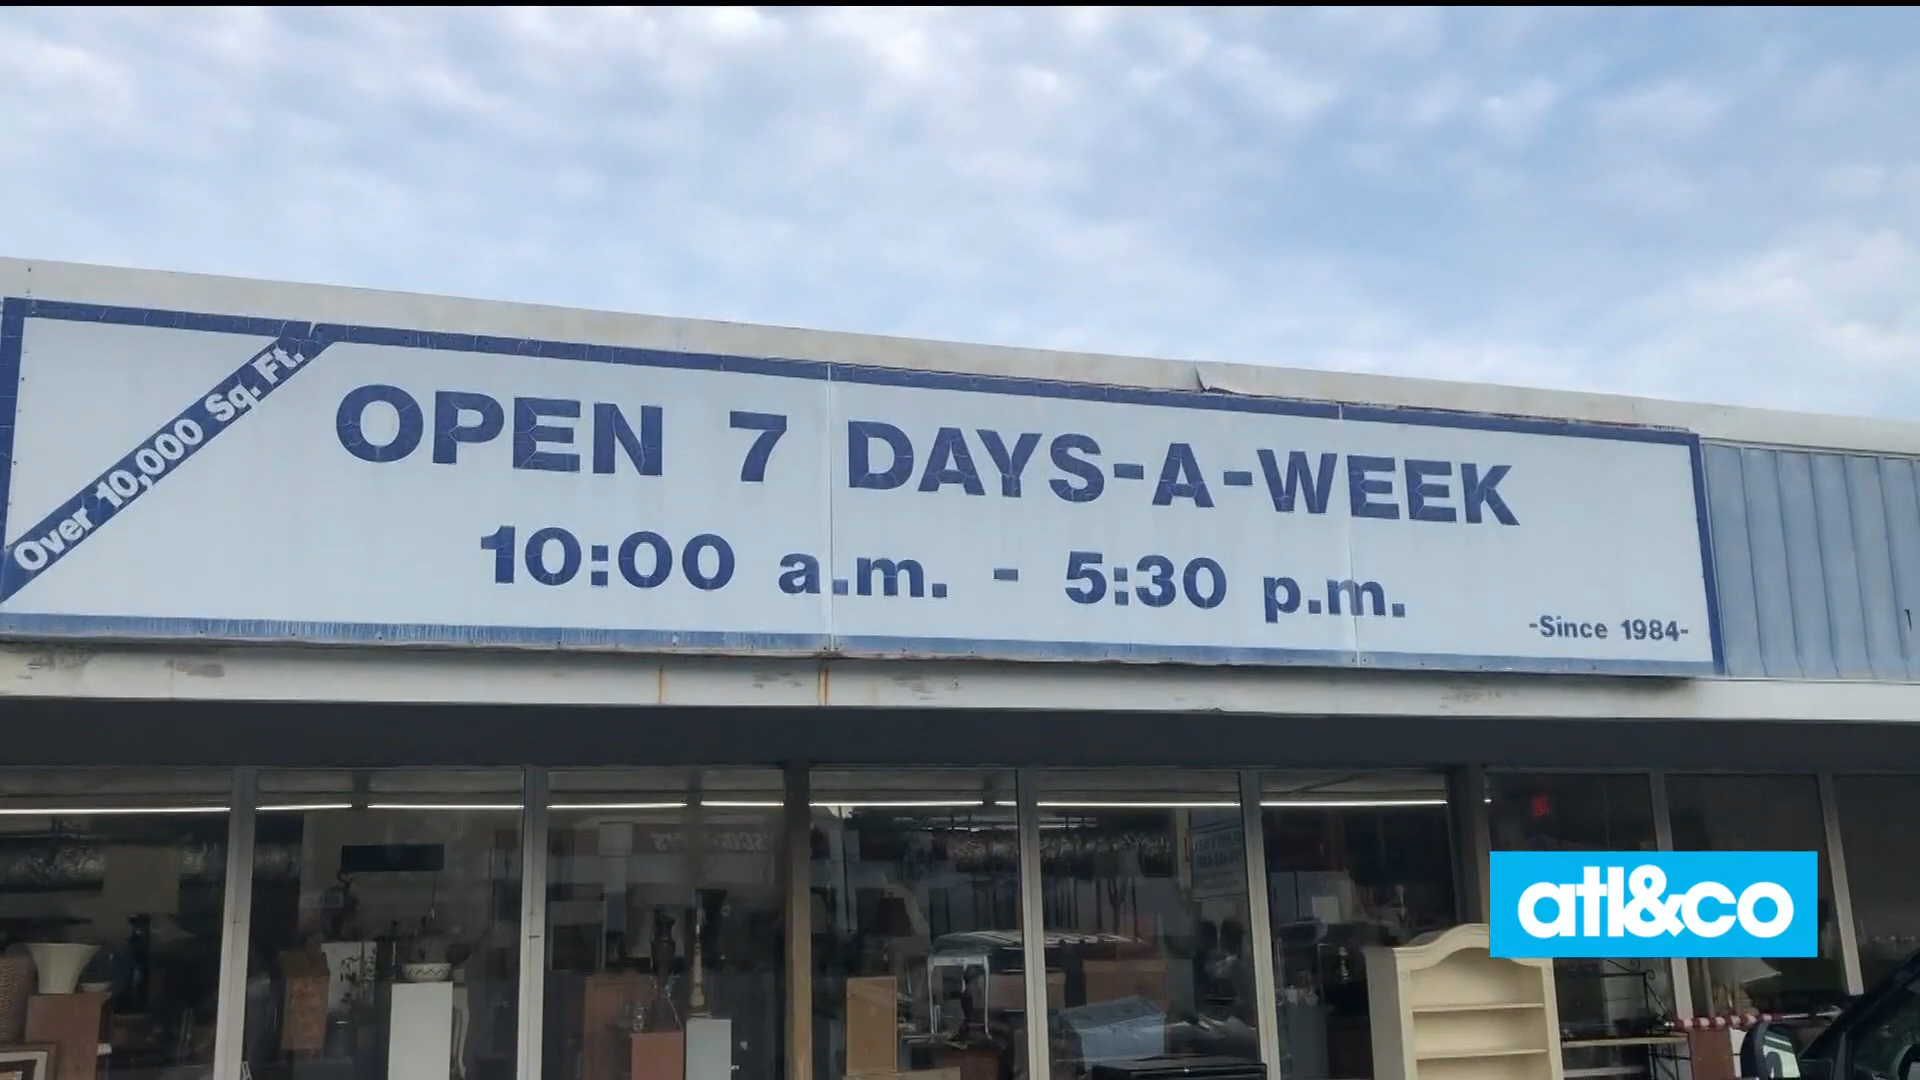 Over 10,000 Sq. Ft.
OPEN 7 DAYS-A-WEEK
10:00 a.m. - 5:30 p.m.
-Since 1984-
atl&co